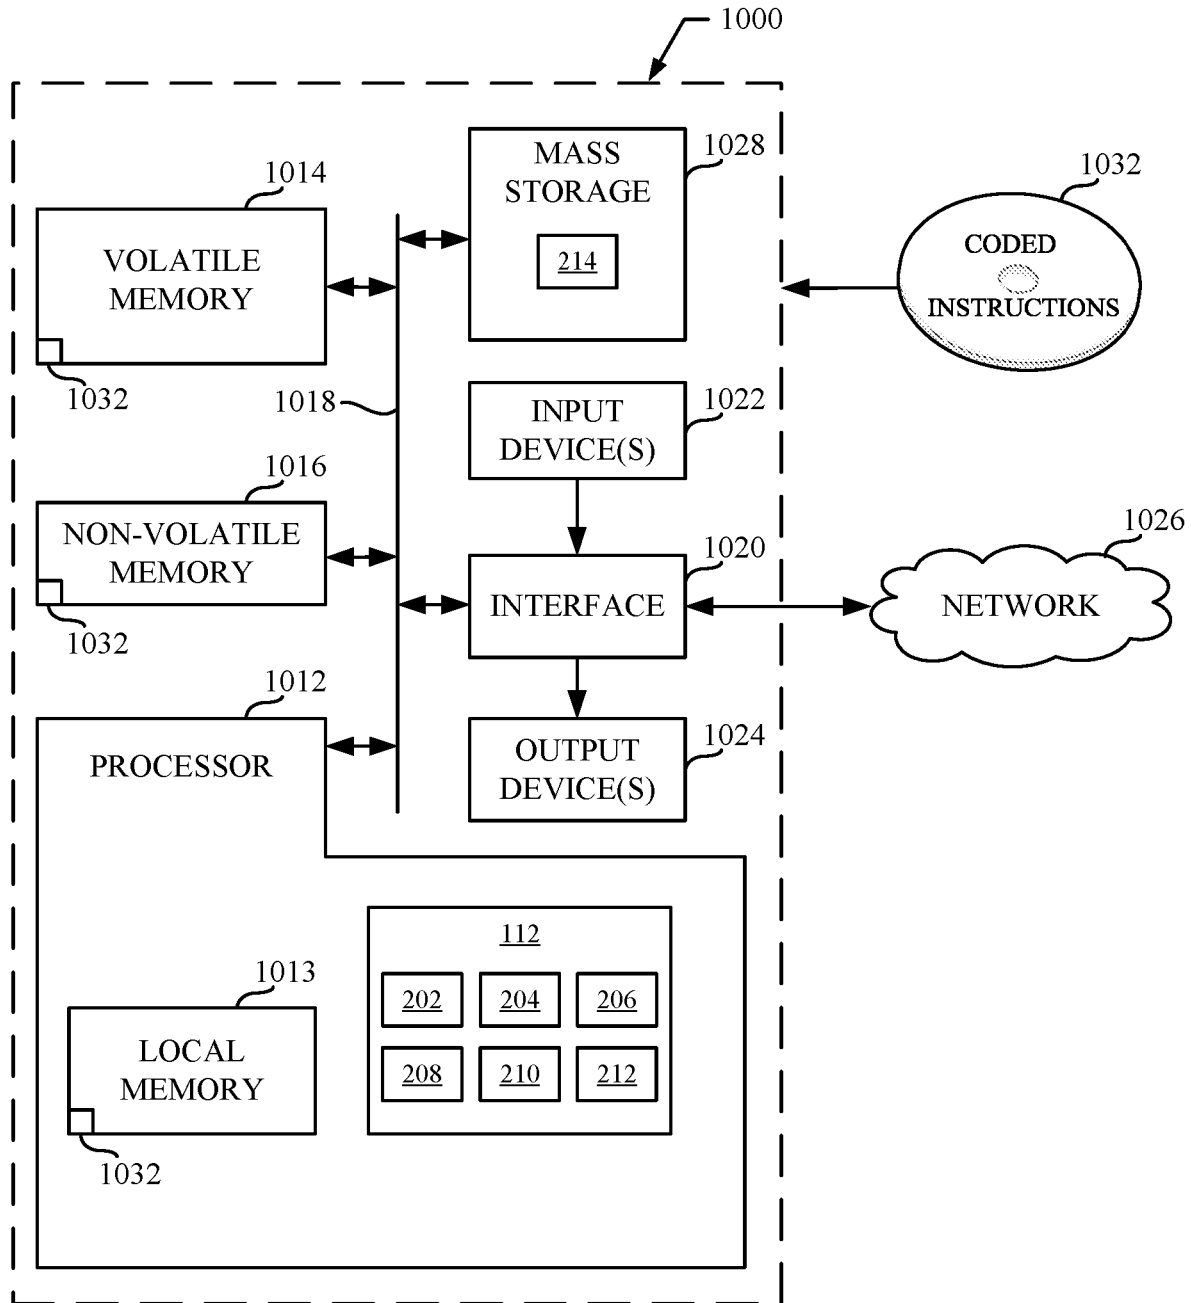 1000
MASS
STORAGE
1028
214
1014
VOLATILE
MEMORY
1032
1018
1032
CODED
INSTRUCTIONS
INPUT
DEVICE(S)
1022
1016
NON-VOLATILE
MEMORY
1032
INTERFACE
1020
1026
NETWORK
1012
PROCESSOR
OUTPUT
DEVICE(S)
1024
112
202
204
206
208
210
212
1013
LOCAL
MEMORY
1032